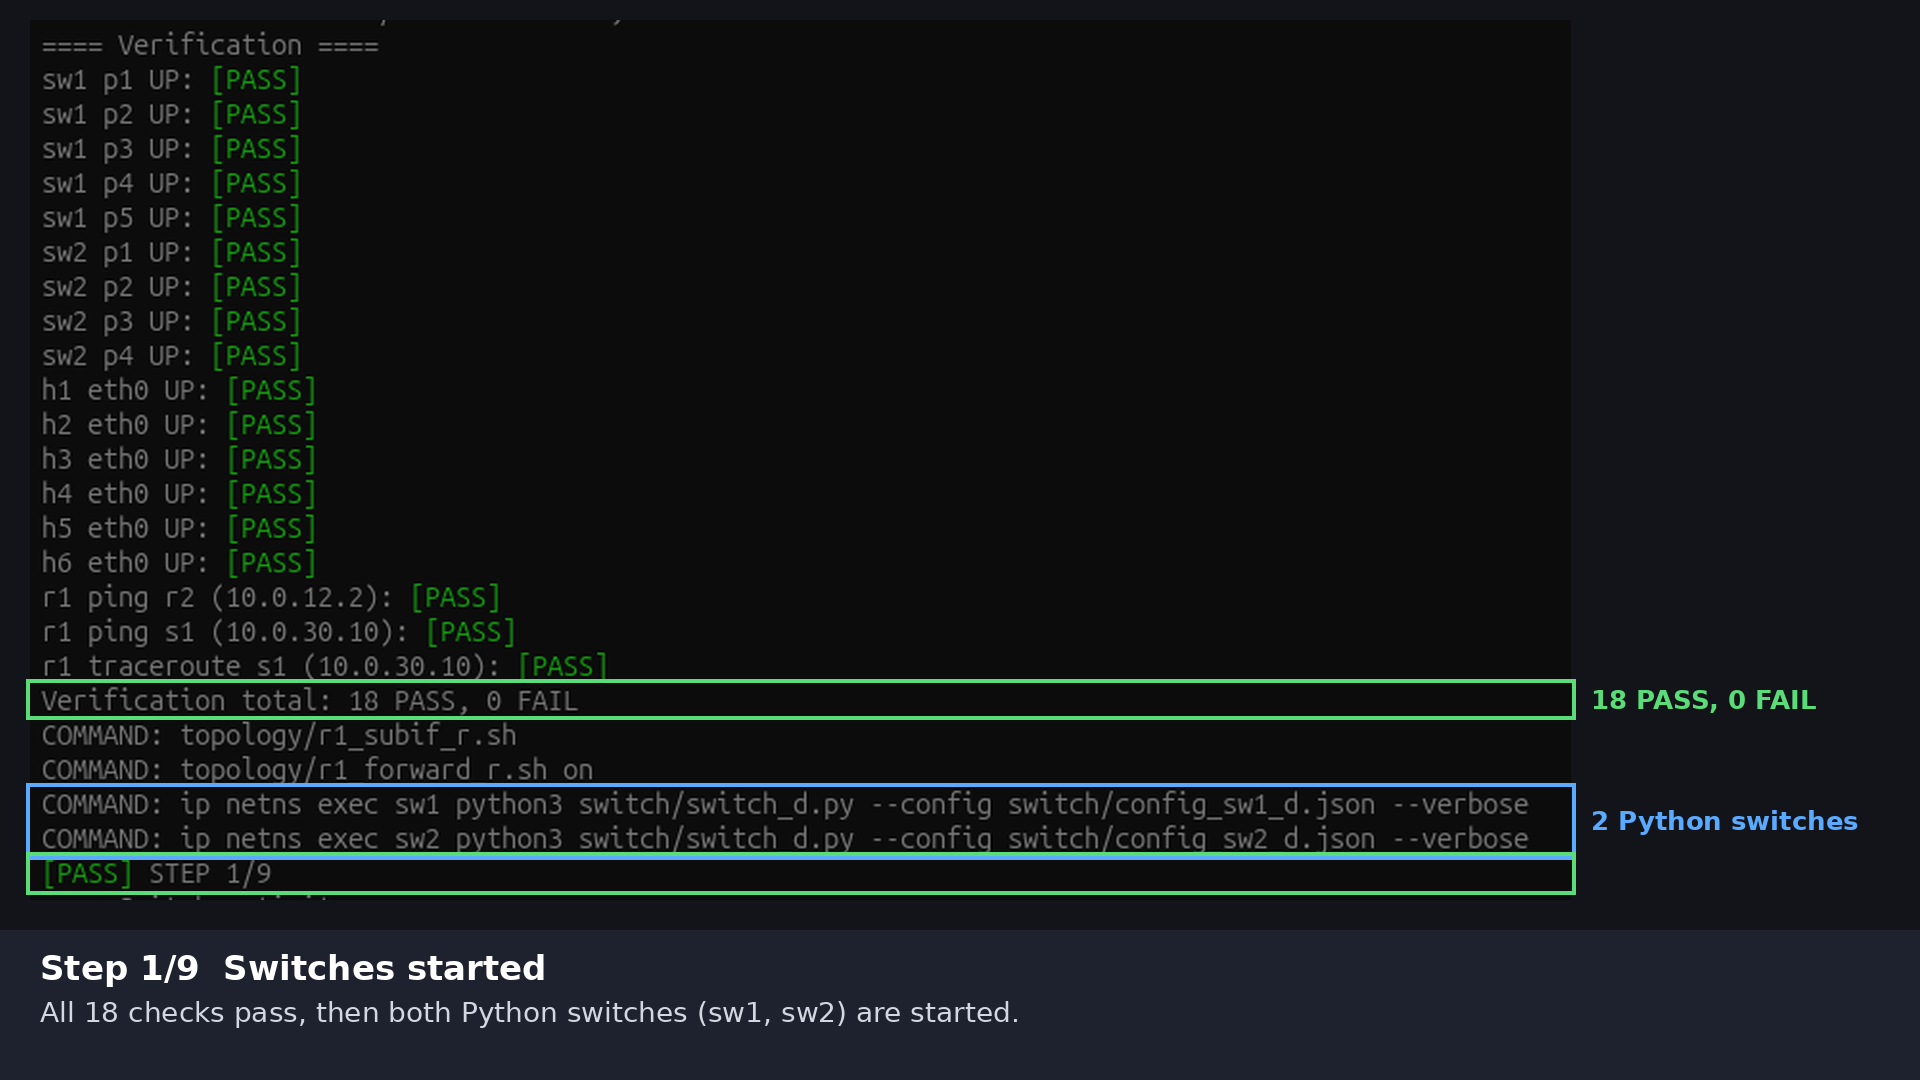 ==== Verification ====
sw1 p1 UP: [PASS]
sw1 p2 UP: [PASS]
sw1 p3 UP: [PASS]
sw1 p4 UP: [PASS]
sw1 p5 UP: [PASS]
sw2 p1 UP: [PASS]
sw2 p2 UP: [PASS]
sw2 p3 UP: [PASS]
sw2 p4 UP: [PASS]
h1 eth0 UP: [PASS]
h2 eth0 UP: [PASS]
h3 eth0 UP: [PASS]
h4 eth0 UP: [PASS]
h5 eth0 UP: [PASS]
h6 eth0 UP: [PASS]
r1 ping r2 (10.0.12.2): [PASS]
r1 ping s1 (10.0.30.10): [PASS]
r1 traceroute s1 (10.0.30.10): [PASS]
Verification total: 18 PASS, 0 FAIL
18 PASS, 0 FAIL
COMMAND: topology/r1_subif_r.sh
COMMAND: topology/r1_forward_r.sh on
COMMAND: ip netns exec sw1 python3 switch/switch_d.py --config switch/config_sw1_d.json --verbose
COMMAND: ip netns exec sw2 python3 switch/switch_d.py --config switch/config_sw2_d.json --verbose
2 Python switches
[PASS] STEP 1/9
Step 1/9 Switches started
All 18 checks pass, then both Python switches (sw1, sw2) are started.